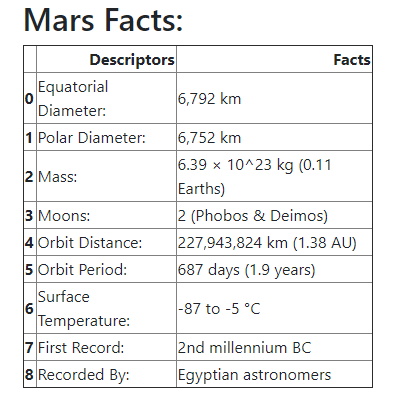 Mars Facts:
Descriptors Facts
0 Equatorial Diameter: 6,792 km
1 Polar Diameter: 6,752 km
2 Mass: 6.39 × 10^23 kg (0.11 Earths)
3 Moons: 2 (Phobos & Deimos)
4 Orbit Distance: 227,943,824 km (1.38 AU)
5 Orbit Period: 687 days (1.9 years)
6 Surface Temperature: -87 to -5 °C
7 First Record: 2nd millennium BC
8 Recorded By: Egyptian astronomers